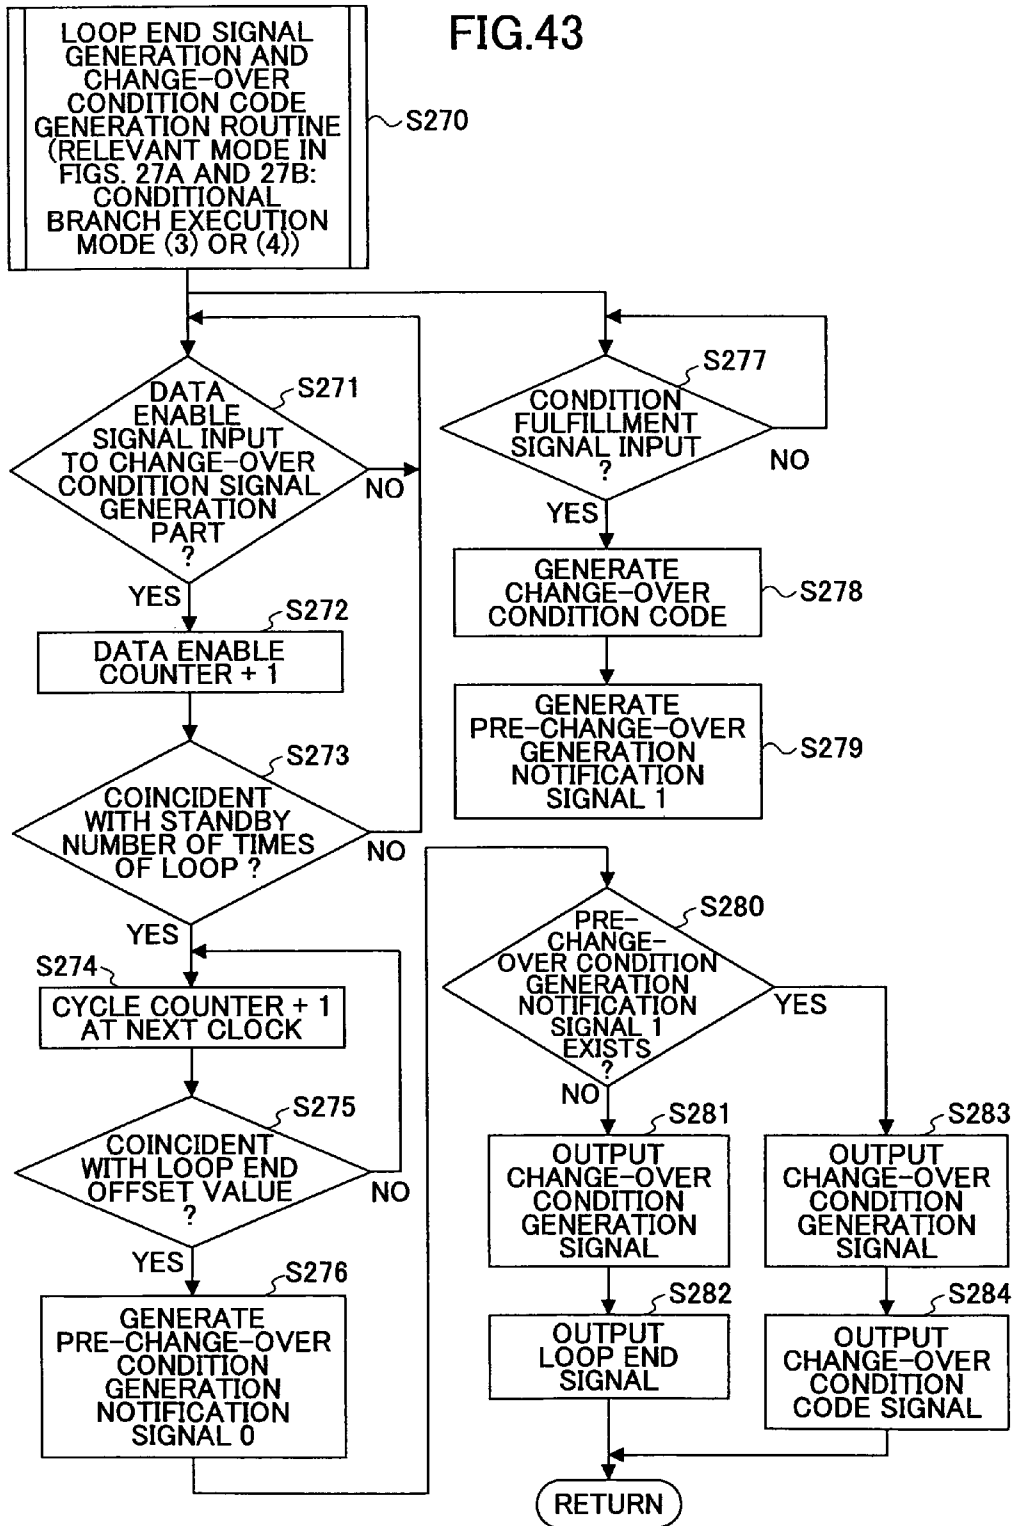 FIG.43
LOOP END SIGNAL
GENERATION AND
CHANGE-OVER
CONDITION CODE
GENERATION ROUTINE
(RELEVANT MODE IN
FIGS. 27A AND 27B:
CONDITIONAL
BRANCH EXECUTION
MODE (3) OR (4))
S270
S271
DATA
ENABLE
SIGNAL INPUT
TO CHANGE-OVER
CONDITION SIGNAL
GENERATION
PART
?
NO
YES
S272
DATA ENABLE
COUNTER + 1
S273
COINCIDENT
WITH STANDBY
NUMBER OF TIMES
OF LOOP ?
NO
YES
S274
CYCLE COUNTER + 1
AT NEXT CLOCK
S275
COINCIDENT
WITH LOOP END
OFFSET VALUE
?
NO
YES
S276
GENERATE
PRE-CHANGE-OVER
CONDITION
GENERATION
NOTIFICATION
SIGNAL 0
S277
CONDITION
FULFILLMENT
SIGNAL INPUT
?
NO
YES
GENERATE
CHANGE-OVER
CONDITION CODE
S278
GENERATE
PRE-CHANGE-OVER
GENERATION
NOTIFICATION
SIGNAL 1
S279
S280
PRE-
CHANGE-
OVER CONDITION
GENERATION
NOTIFICATION
SIGNAL 1
EXISTS
?
YES
NO
S281
OUTPUT
CHANGE-OVER
CONDITION
GENERATION
SIGNAL
S282
OUTPUT
LOOP END
SIGNAL
S283
OUTPUT
CHANGE-OVER
CONDITION
GENERATION
SIGNAL
S284
OUTPUT
CHANGE-OVER
CONDITION
CODE SIGNAL
RETURN